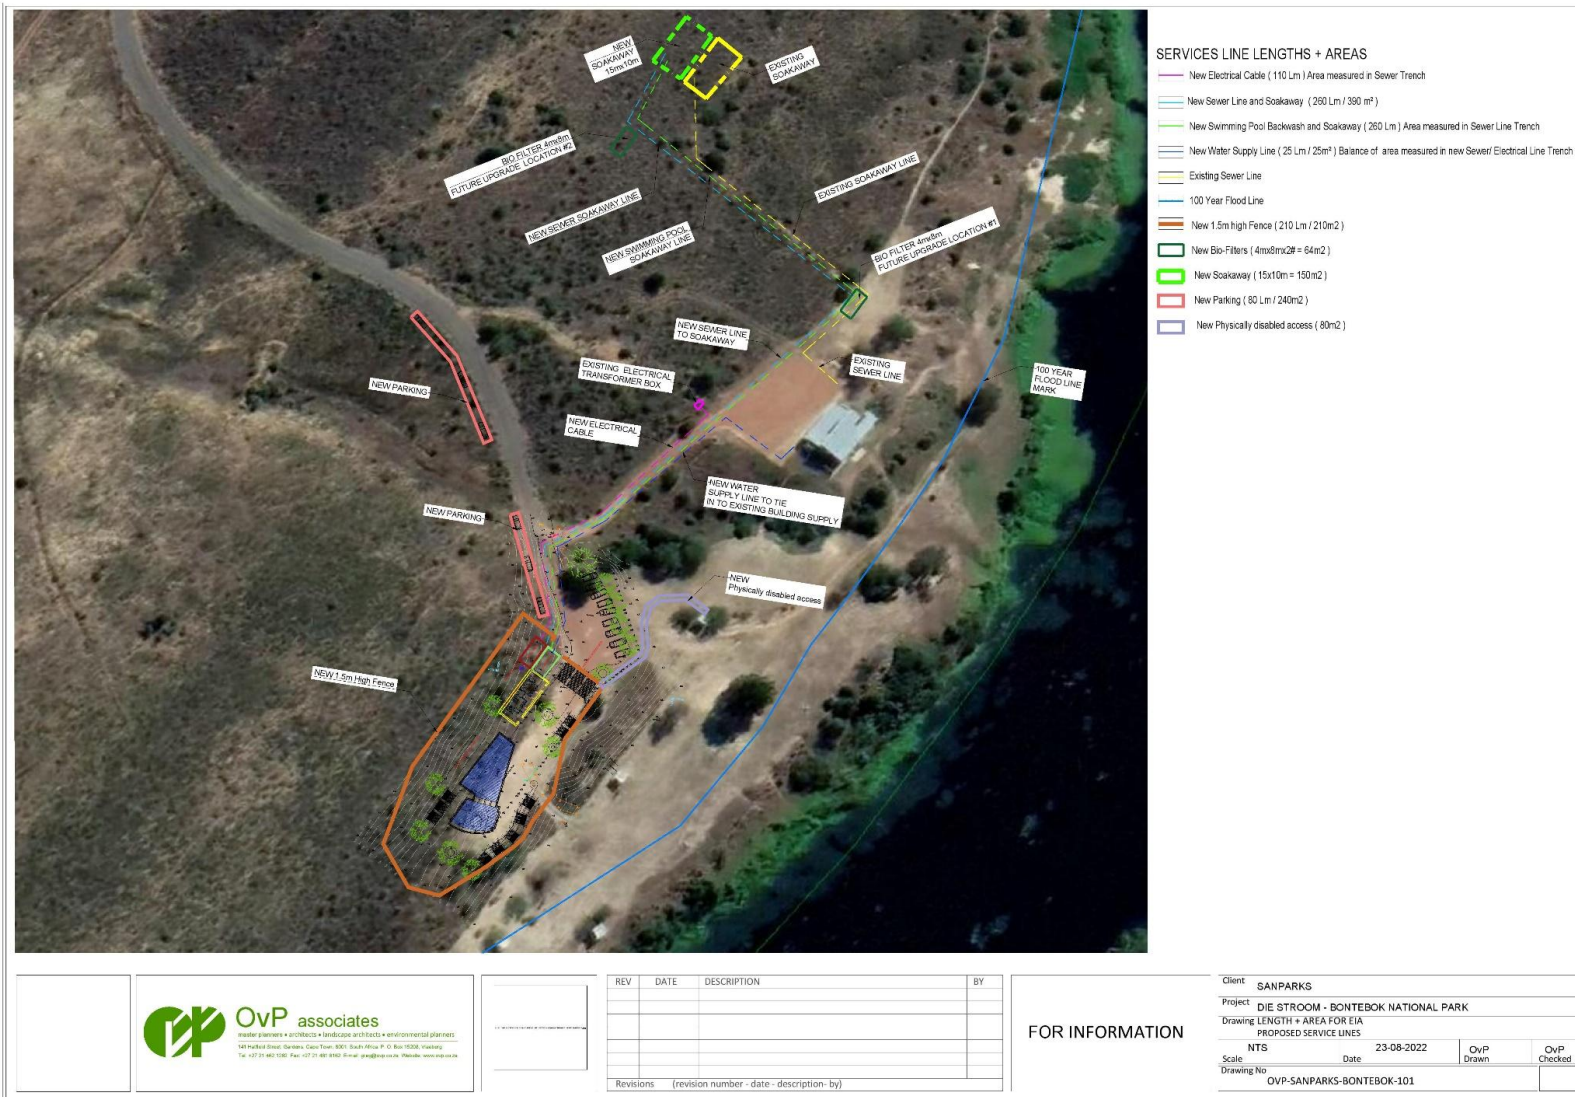 NEW
SOAKAWAY
15mx10m
EXISTING
SOAKAWAY
BIO FILTER 4mx8m
FUTURE UPGRADE LOCATION #2
EXISTING SOAKAWAY LINE
NEW SEWER SOAKAWAY LINE
NEW SWIMMING POOL
SOAKAWAY LINE
BIO FILTER 4mx8m
FUTURE UPGRADE LOCATION #1
NEW SEWER LINE
TO SOAKAWAY
EXISTING
SEWER LINE
EXISTING ELECTRICAL
TRANSFORMER BOX
100 YEAR
FLOOD LINE
MARK
NEW PARKING
NEW ELECTRICAL
CABLE
NEW WATER
SUPPLY LINE TO TIE
IN TO EXISTING BUILDING SUPPLY
NEW PARKING
NEW
Physically disabled access
NEW 1.5m High Fence
SERVICES LINE LENGTHS + AREAS
New Electrical Cable ( 110 Lm ) Area measured in Sewer Trench
New Sewer Line and Soakaway ( 260 Lm / 390 m² )
New Swimming Pool Backwash and Soakaway ( 260 Lm ) Area measured in Sewer Line Trench
New Water Supply Line ( 25 Lm / 25m² ) Balance of area measured in new Sewer/ Electrical Line Trench
Existing Sewer Line
100 Year Flood Line
New 1.5m high Fence ( 210 Lm / 210m2 )
New Bio-Filters ( 4mx8mx2# = 64m2 )
New Soakaway ( 15x10m = 150m2 )
New Parking ( 80 Lm / 240m2 )
New Physically disabled access ( 80m2 )
OvP associates
master planners • architects • landscape architects • environmental planners
REV DATE DESCRIPTION BY
Revisions (revision number - date - description- by)
FOR INFORMATION
Client SANPARKS
Project DIE STROOM - BONTEBOK NATIONAL PARK
Drawing LENGTH + AREA FOR EIA
PROPOSED SERVICE LINES
NTS 23-08-2022 OvP OvP
Scale Date Drawn Checked
Drawing No
OVP-SANPARKS-BONTEBOK-101